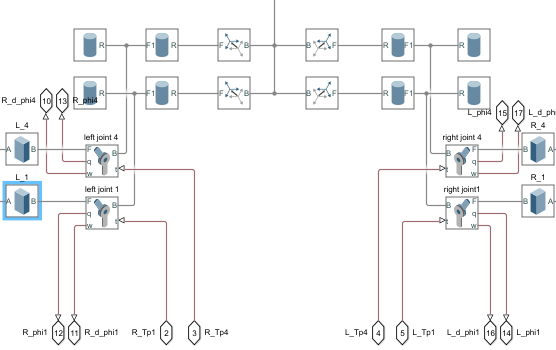 R F1 R F B B F R F1 R
R F1 R F B B F R F1 R
R_d_phi4 10 13 R_phi4
L_phi4 15 17 L_d_phi
L_4 left joint 4 right joint 4 R_4
A B F B q w t B F q w t B A
L_1 left joint 1 right joint1 R_1
A B F B q w t B F q w t B A
R_phi1 12 11 R_d_phi1 R_Tp1 2 3 R_Tp4 L_Tp4 4 5 L_Tp1 L_d_phi1 16 14 L_phi1